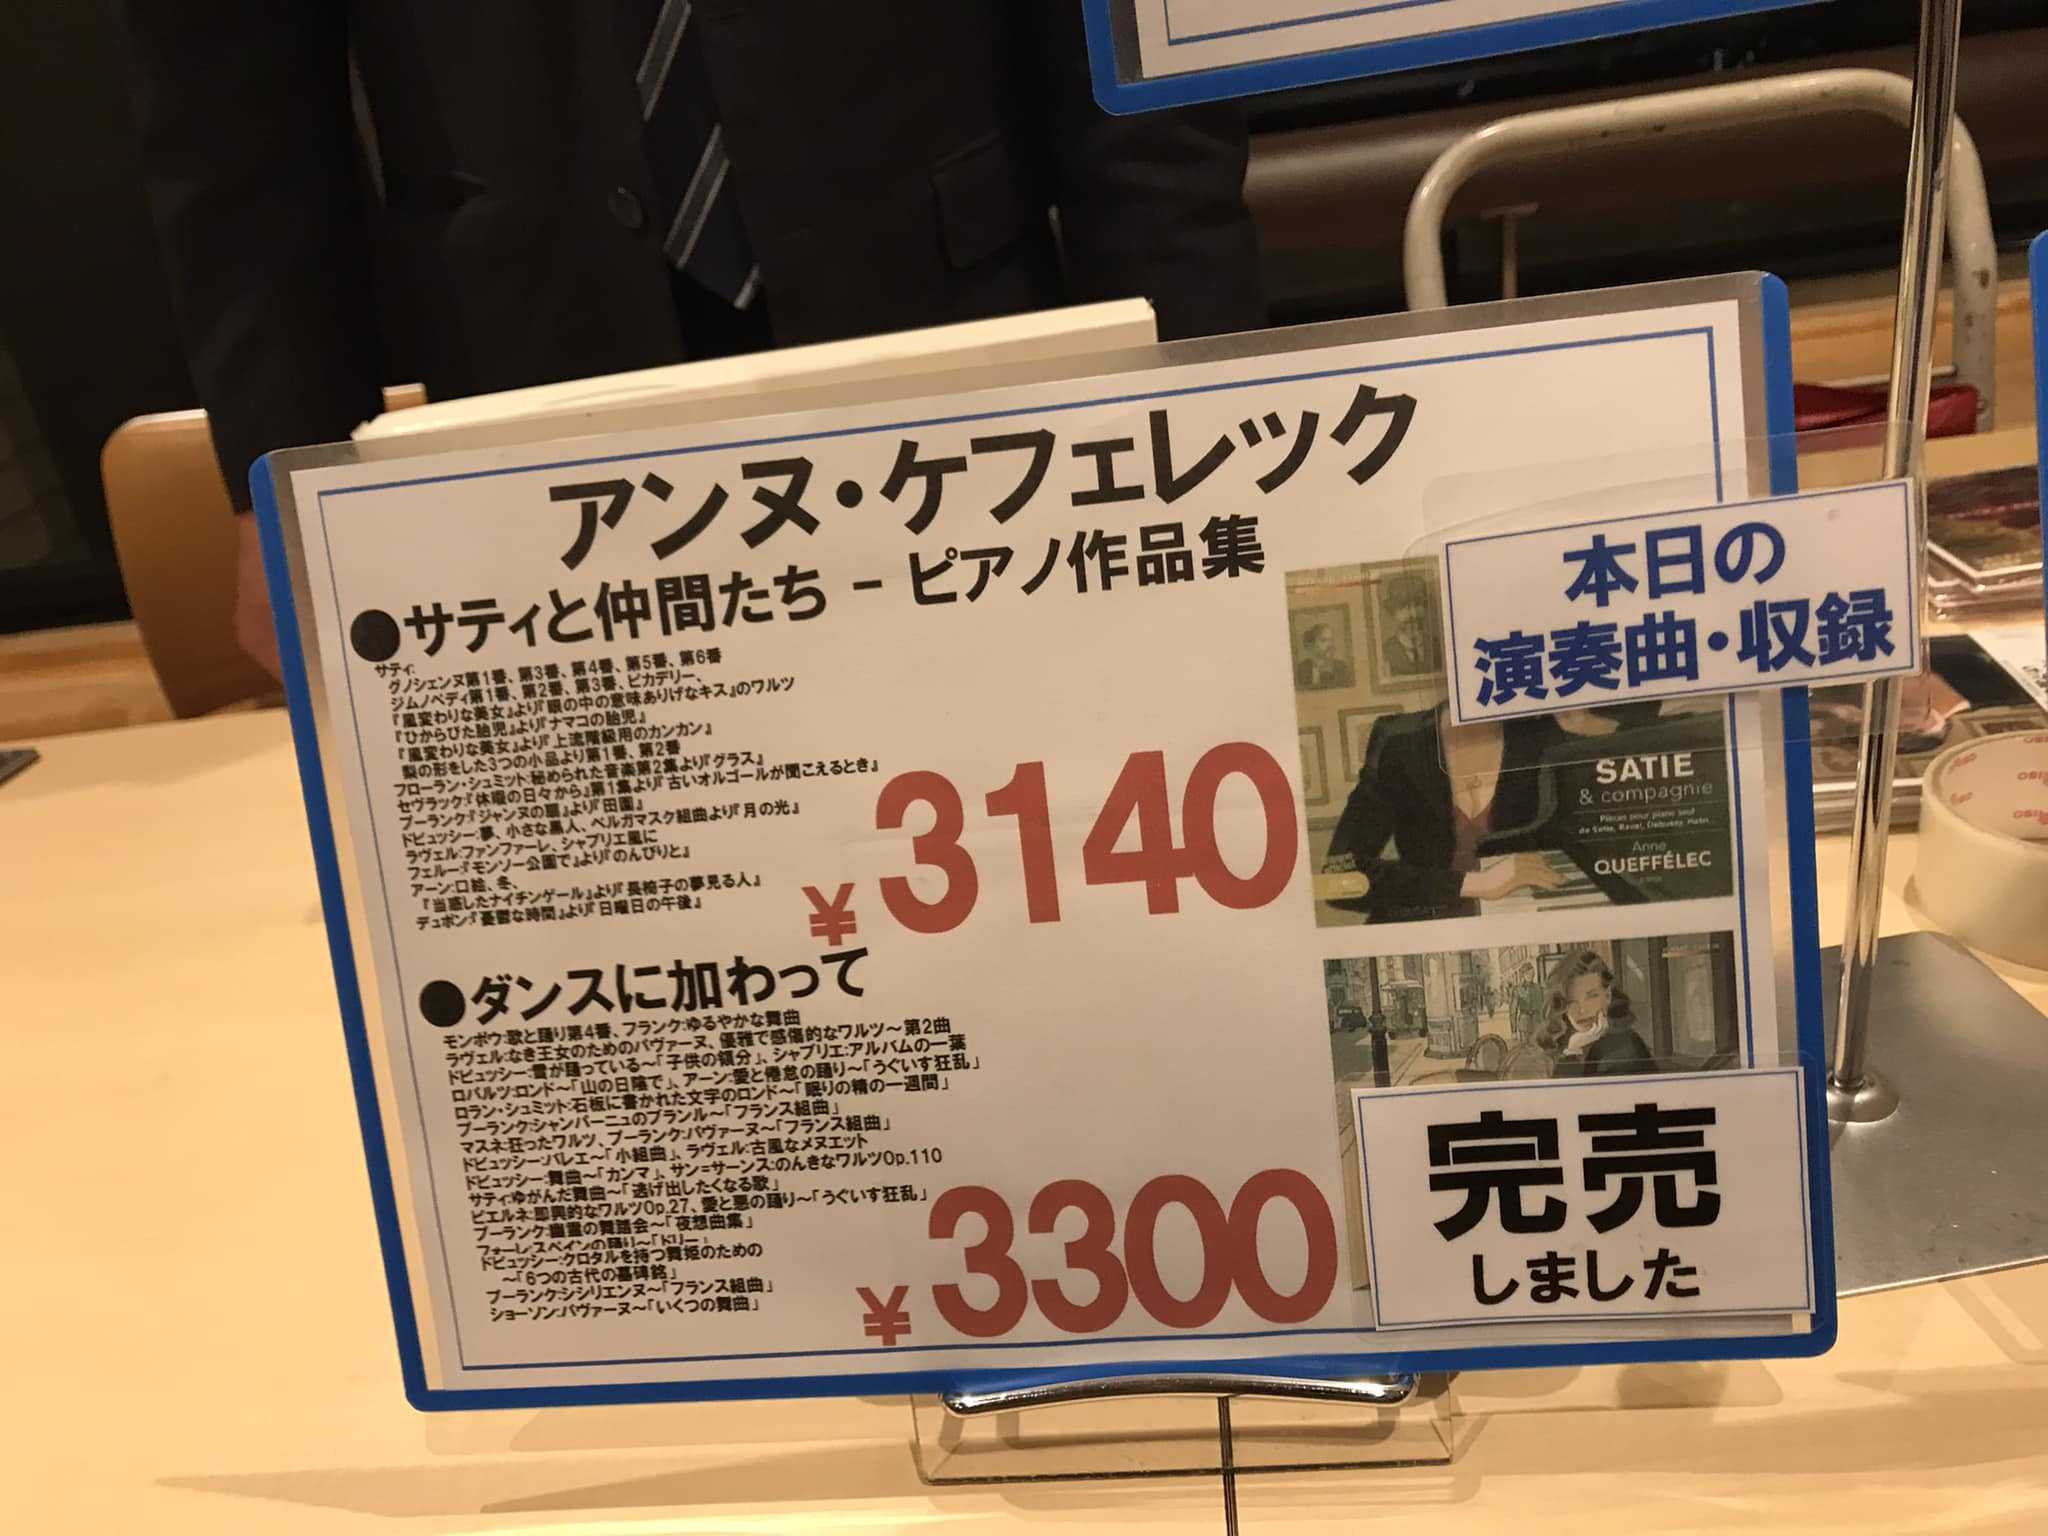 アンヌ・ケフェレック
●サティと仲間たち － ピアノ作品集
サティ:
グノシェンヌ第1番、第3番、第4番、第5番、第6番
ジムノペディ第1番、第2番、第3番、ピカデリー、
『風変わりな美女』より『眼の中の意味ありげなキス』のワルツ
『ひからびた胎児』より『ナマコの胎児』
『風変わりな美女』より『上流階級用のカンカン』
梨の形をした3つの小品より第1番、第2番
フローラン・シュミット:秘められた音楽第2集より『グラス』
セヴラック:『休暇の日々から』第1集より『古いオルゴールが聞こえるとき』
プーランク:『ジャンヌの扇』より『田園』
ドビュッシー:夢、小さな黒人、ベルガマスク組曲より『月の光』
ラヴェル:ファンファーレ、シャブリエ風に
フェルー:『モンソー公園で』より『のんびりと』
アーン:口絵、冬、
『当惑したナイチンゲール』より『長椅子の夢見る人』
デュポン:『憂鬱な時間』より『日曜日の午後』
¥3140
本日の
演奏曲・収録
SATIE
& compagnie
Pièces pour piano seul
de Satie, Ravel, Debussy, Hahn...
Anne
QUEFFÉLEC
●ダンスに加わって
モンポウ:歌と踊り第4番、フランク:ゆるやかな舞曲
ラヴェル:なき王女のためのパヴァーヌ、優雅で感傷的なワルツ～第2曲
ドビュッシー:雪が踊っている～「子供の領分」、シャブリエ:アルバムの一葉
ロパルツ:ロンド～「山の日陰で」、アーン:愛と倦怠の踊り～「うぐいす狂乱」
ロラン・シュミット:石板に書かれた文字のロンド～「眠りの精の一週間」
プーランク:シャンパーニュのブランル～「フランス組曲」
マスネ:狂ったワルツ、プーランク:パヴァーヌ～「フランス組曲」
ドビュッシー:バレエ～「小組曲」、ラヴェル:古風なメヌエット
ドビュッシー:舞曲～「カンマ」、サン=サーンス:のんきなワルツOp.110
サティ:ゆがんだ舞曲～「逃げ出したくなる歌」
ピエルネ:即興的なワルツOp.27、愛と悪の踊り～「うぐいす狂乱」
プーランク:幽霊の舞踏会～「夜想曲集」
フォーレ:スペインの踊り～「ドリー」
ドビュッシー:クロタルを持つ舞姫のための
～「6つの古代の墓碑銘」
プーランク:シシリエンヌ～「フランス組曲」
ショーソン:パヴァーヌ～「いくつの舞曲」
¥3300
完売
しました